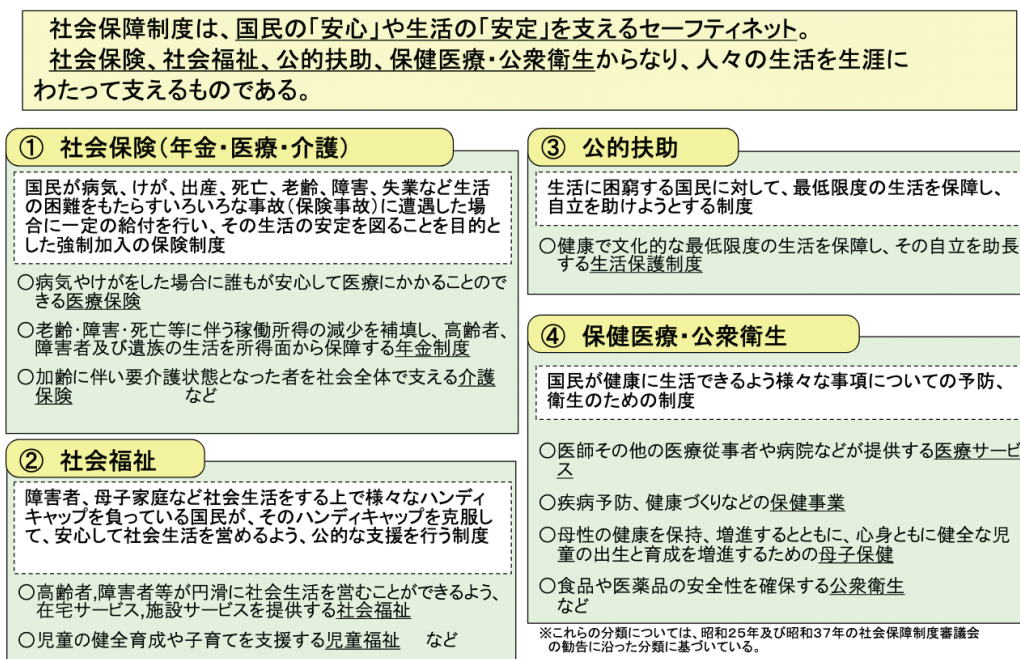 社会保障制度は、国民の「安心」や生活の「安定」を支えるセーフティネット。
社会保険、社会福祉、公的扶助、保健医療・公衆衛生からなり、人々の生活を生涯に
わたって支えるものである。
① 社会保険(年金・医療・介護)
国民が病気、けが、出産、死亡、老齢、障害、失業など生活
の困難をもたらすいろいろな事故(保険事故)に遭遇した場
合に一定の給付を行い、その生活の安定を図ることを目的と
した強制加入の保険制度
○病気やけがをした場合に誰もが安心して医療にかかることので
きる医療保険
○老齢・障害・死亡等に伴う稼働所得の減少を補填し、高齢者、
障害者及び遺族の生活を所得面から保障する年金制度
○加齢に伴い要介護状態となった者を社会全体で支える介護
保険 など
② 社会福祉
障害者、母子家庭など社会生活をする上で様々なハンディ
キャップを負っている国民が、そのハンディキャップを克服し
て、安心して社会生活を営めるよう、公的な支援を行う制度
○高齢者,障害者等が円滑に社会生活を営むことができるよう、
在宅サービス,施設サービスを提供する社会福祉
○児童の健全育成や子育てを支援する児童福祉 など
③ 公的扶助
生活に困窮する国民に対して、最低限度の生活を保障し、
自立を助けようとする制度
○健康で文化的な最低限度の生活を保障し、その自立を助長
する生活保護制度
④ 保健医療・公衆衛生
国民が健康に生活できるよう様々な事項についての予防、
衛生のための制度
○医師その他の医療従事者や病院などが提供する医療サービ
ス
○疾病予防、健康づくりなどの保健事業
○母性の健康を保持、増進するとともに、心身ともに健全な児
童の出生と育成を増進するための母子保健
○食品や医薬品の安全性を確保する公衆衛生
など
※これらの分類については、昭和25年及び昭和37年の社会保障制度審議会
の勧告に沿った分類に基づいている。